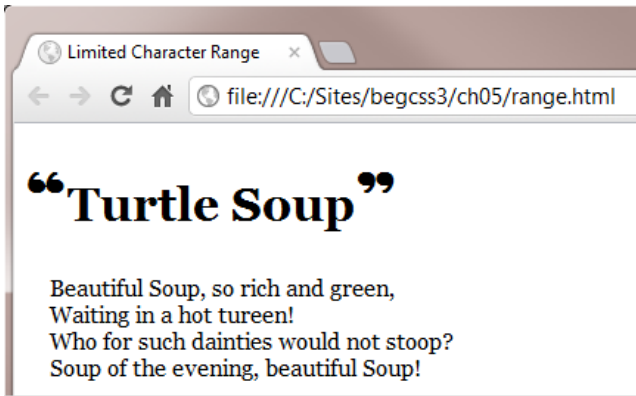 Limited Character Range
file:///C:/Sites/begcss3/ch05/range.html
“Turtle Soup”
Beautiful Soup, so rich and green,
Waiting in a hot tureen!
Who for such dainties would not stoop?
Soup of the evening, beautiful Soup!